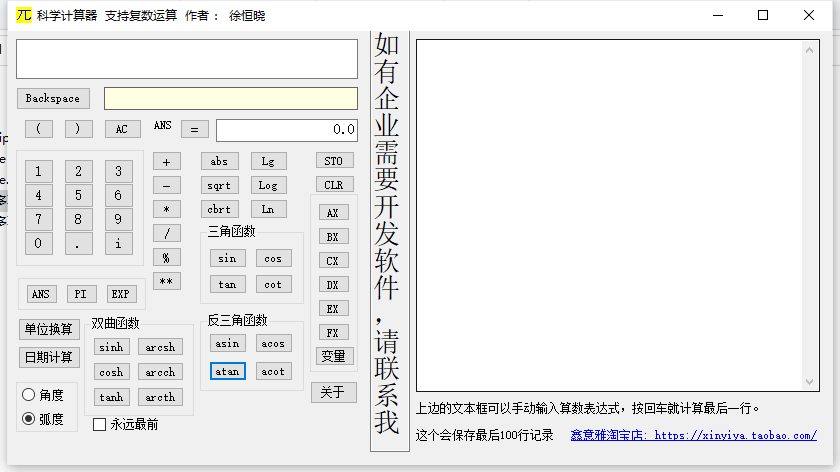 科学计算器 支持复数运算 作者： 徐恒晓
Backspace
( ) AC ANS = 0.0
1 2 3
4 5 6
7 8 9
0 . i
+
-
*
/
%
**
abs Lg
sqrt Log
cbrt Ln
STO
CLR
三角函数
sin cos
tan cot
AX
BX
CX
DX
EX
FX
变量
ANS PI EXP
单位换算
日期计算
双曲函数
sinh arcsh
cosh arcch
tanh arcth
反三角函数
asin acos
atan acot
关于
角度
弧度
永远最前
如有企业需要开发软件，请联系我
上边的文本框可以手动输入算数表达式，按回车就计算最后一行。
这个会保存最后100行记录 鑫意雅淘宝店: https://xinyiya.taobao.com/